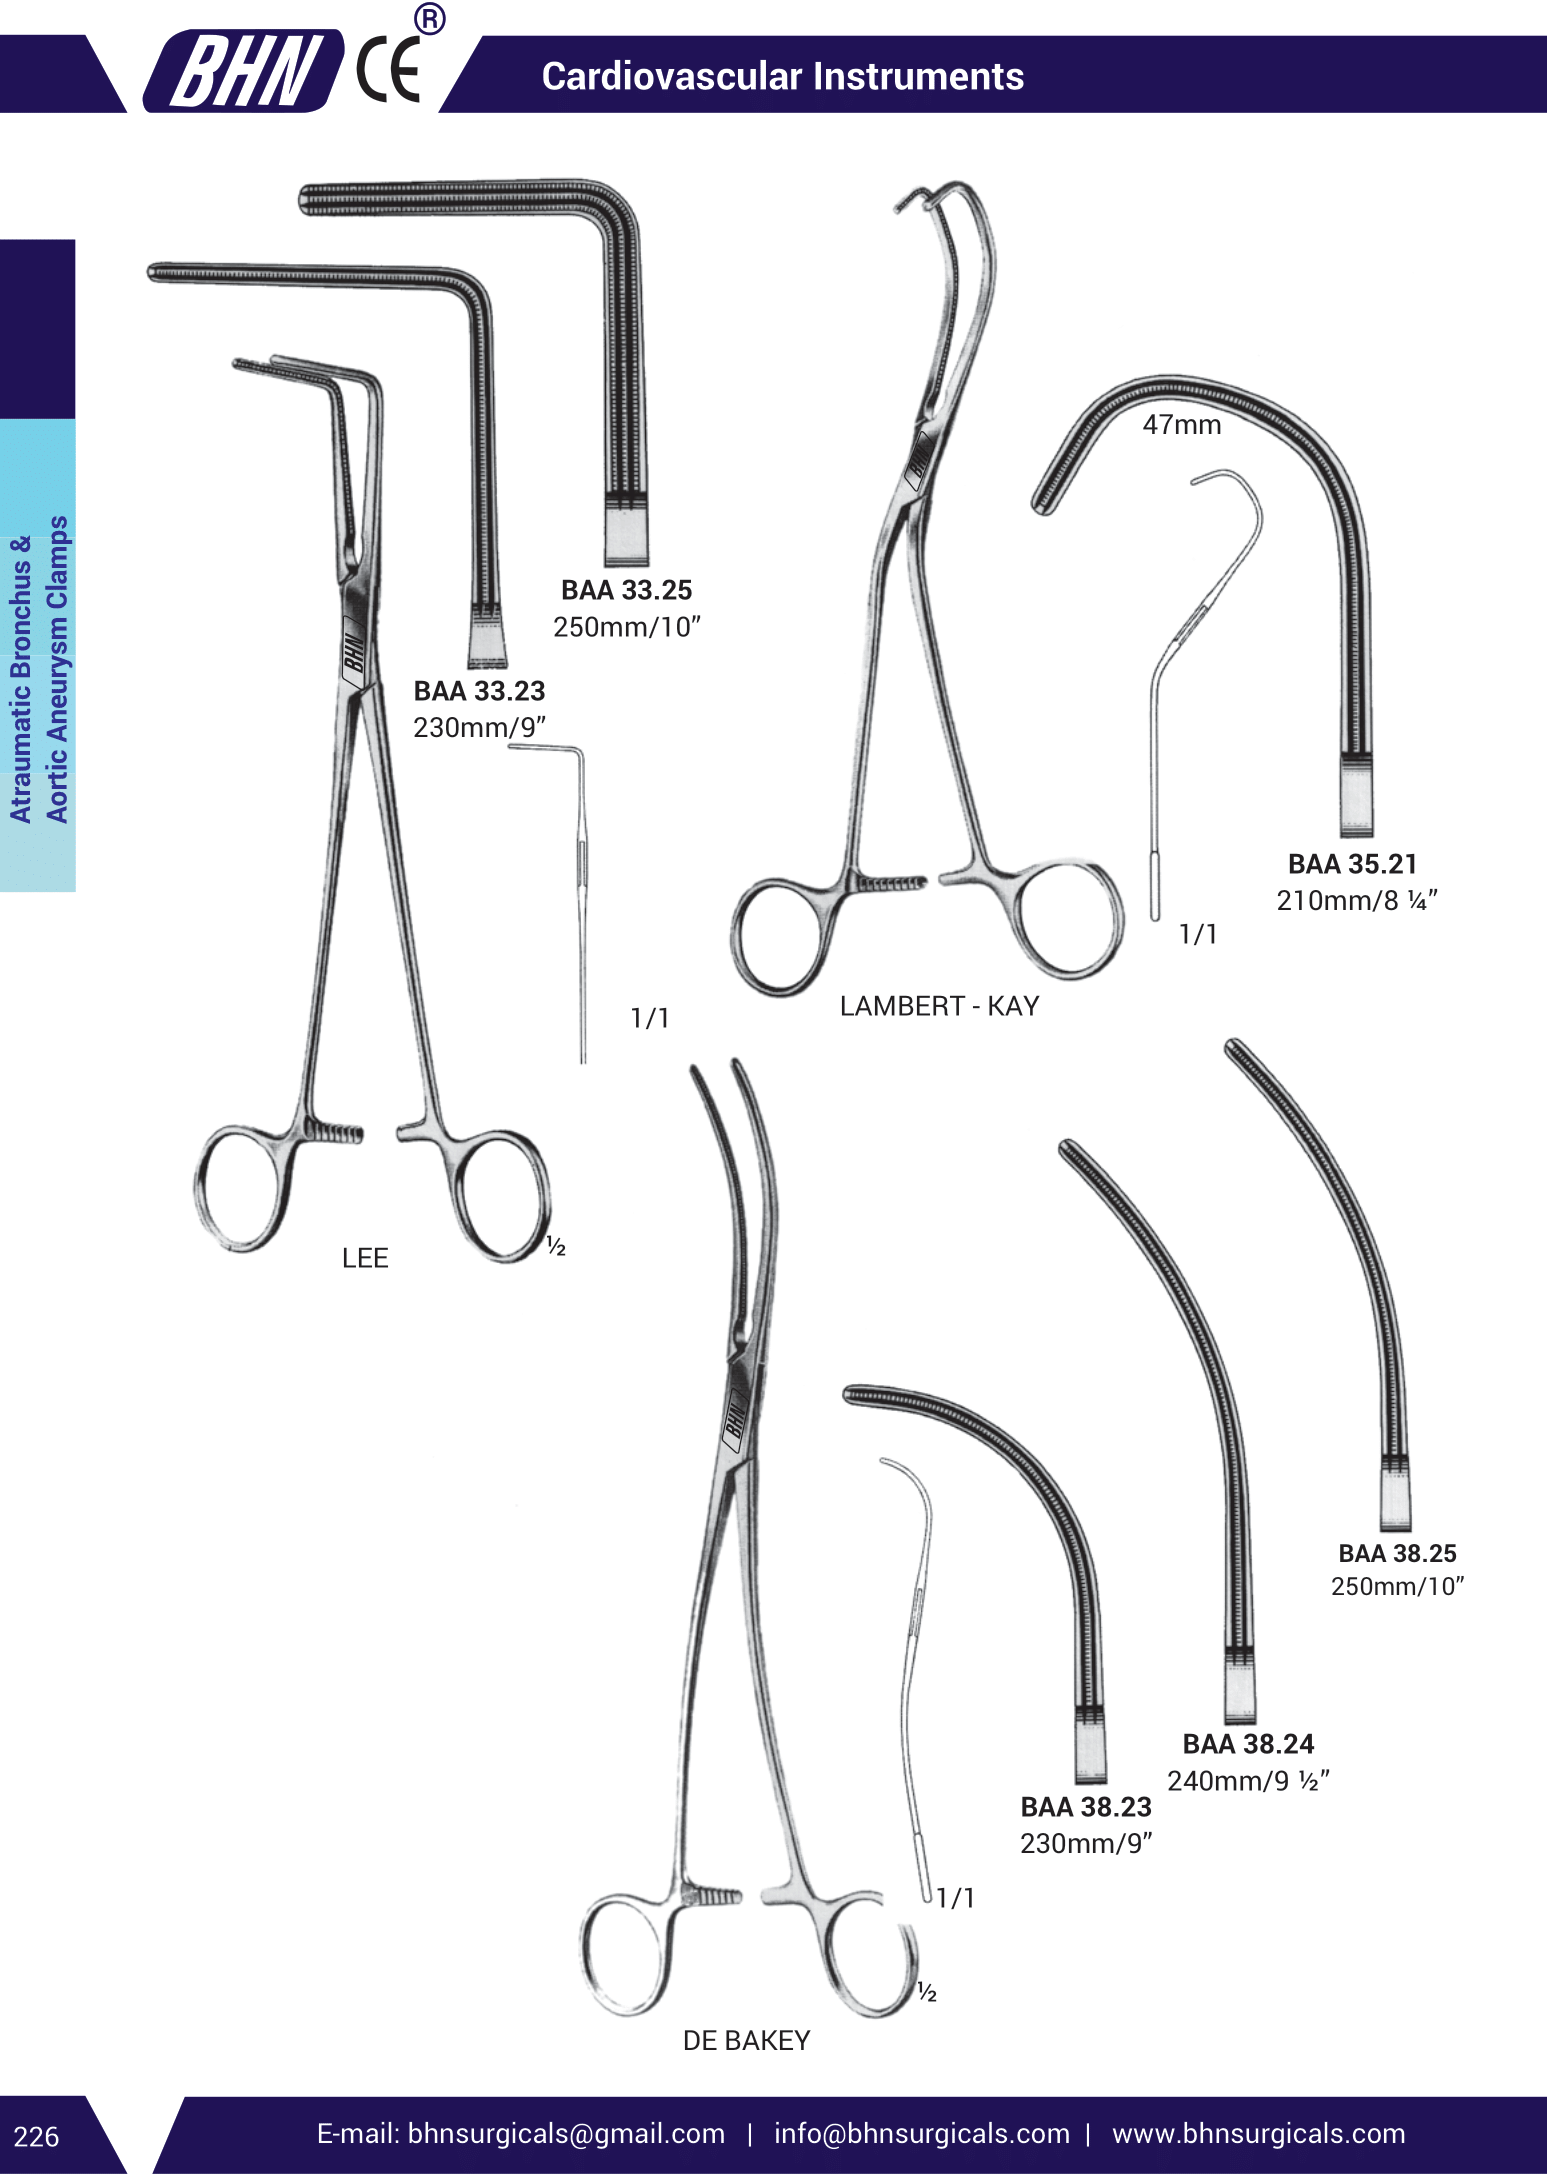 BHN CE ®
Cardiovascular Instruments
Atraumatic Bronchus &
Aortic Aneurysm Clamps
BAA 33.25
250mm/10”
BAA 33.23
230mm/9”
BHN
1/1
LEE
½
BHN
47mm
BAA 35.21
210mm/8 ¼”
1/1
LAMBERT - KAY
BHN
BAA 38.25
250mm/10”
BAA 38.24
240mm/9 ½”
BAA 38.23
230mm/9”
1/1
½
DE BAKEY
226
E-mail: bhnsurgicals@gmail.com | info@bhnsurgicals.com | www.bhnsurgicals.com